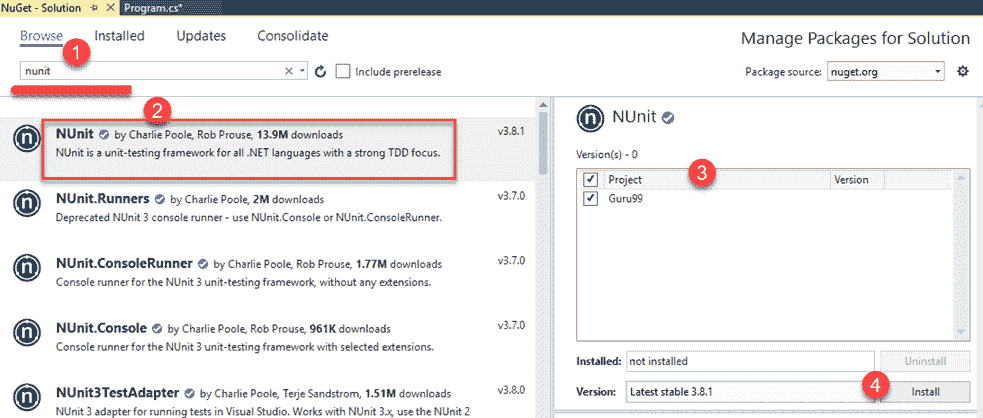 NuGet - Solution
Program.cs*
Browse Installed Updates Consolidate
Manage Packages for Solution
1
nunit
Include prerelease
Package source: nuget.org
2
NUnit by Charlie Poole, Rob Prouse, 13.9M downloads v3.8.1
NUnit is a unit-testing framework for all .NET languages with a strong TDD focus.
NUnit.Runners by Charlie Poole, Rob Prouse, 2M downloads v3.7.0
Deprecated NUnit 3 console runner - use NUnit.Console or NUnit.ConsoleRunner.
NUnit.ConsoleRunner by Charlie Poole, Rob Prouse, 1.77M downloads v3.7.0
Console runner for the NUnit 3 unit-testing framework, without any extensions.
NUnit.Console by Charlie Poole, Rob Prouse, 961K downloads v3.7.0
Console runner for the NUnit 3 unit-testing framework with selected extensions.
NUnit3TestAdapter by Charlie Poole, Terje Sandstrom, 1.51M downloads v3.8.0
NUnit 3 adapter for running tests in Visual Studio. Works with NUnit 3.x, use the NUnit 2
NUnit
Version(s) - 0
3
Project Version
Guru99
Installed: not installed Uninstall
4
Version: Latest stable 3.8.1 Install